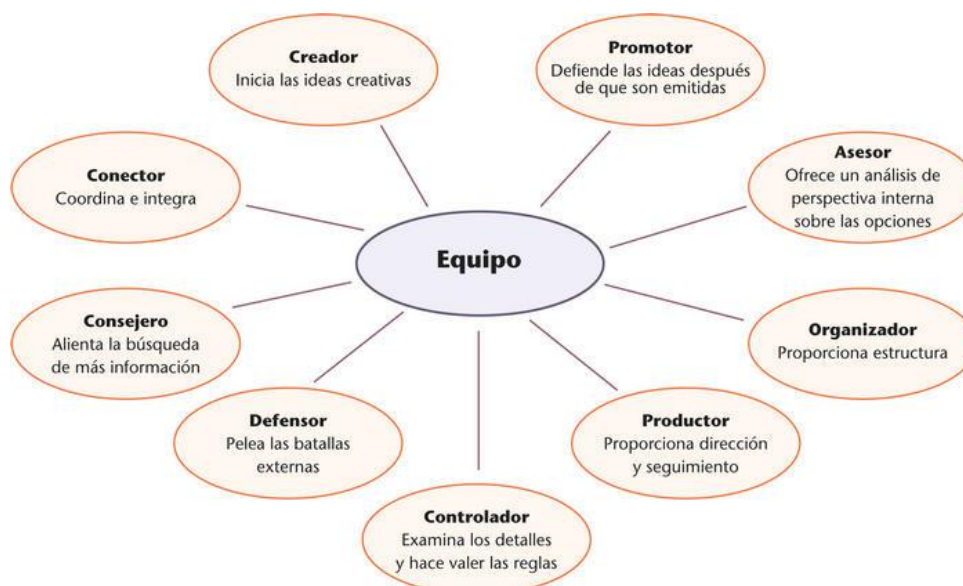 Creador
Inicia las ideas creativas
Promotor
Defiende las ideas después
de que son emitidas
Conector
Coordina e integra
Asesor
Ofrece un análisis de
perspectiva interna
sobre las opciones
Equipo
Consejero
Alienta la búsqueda
de más información
Organizador
Proporciona estructura
Defensor
Pelea las batallas
externas
Productor
Proporciona dirección
y seguimiento
Controlador
Examina los detalles
y hace valer las reglas